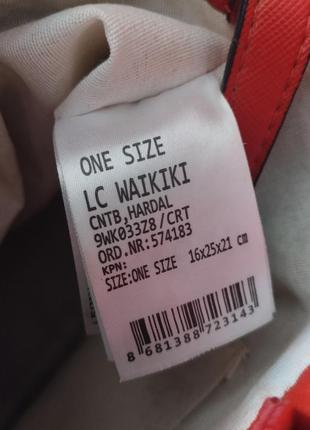 ONE SIZE
LC WAIKIKI
CNTB,HARDAL
9WK033Z8/CRT
ORD.NR:574183
KPN:
SIZE:ONE SIZE 16x25x21 cm
8 681388 723143